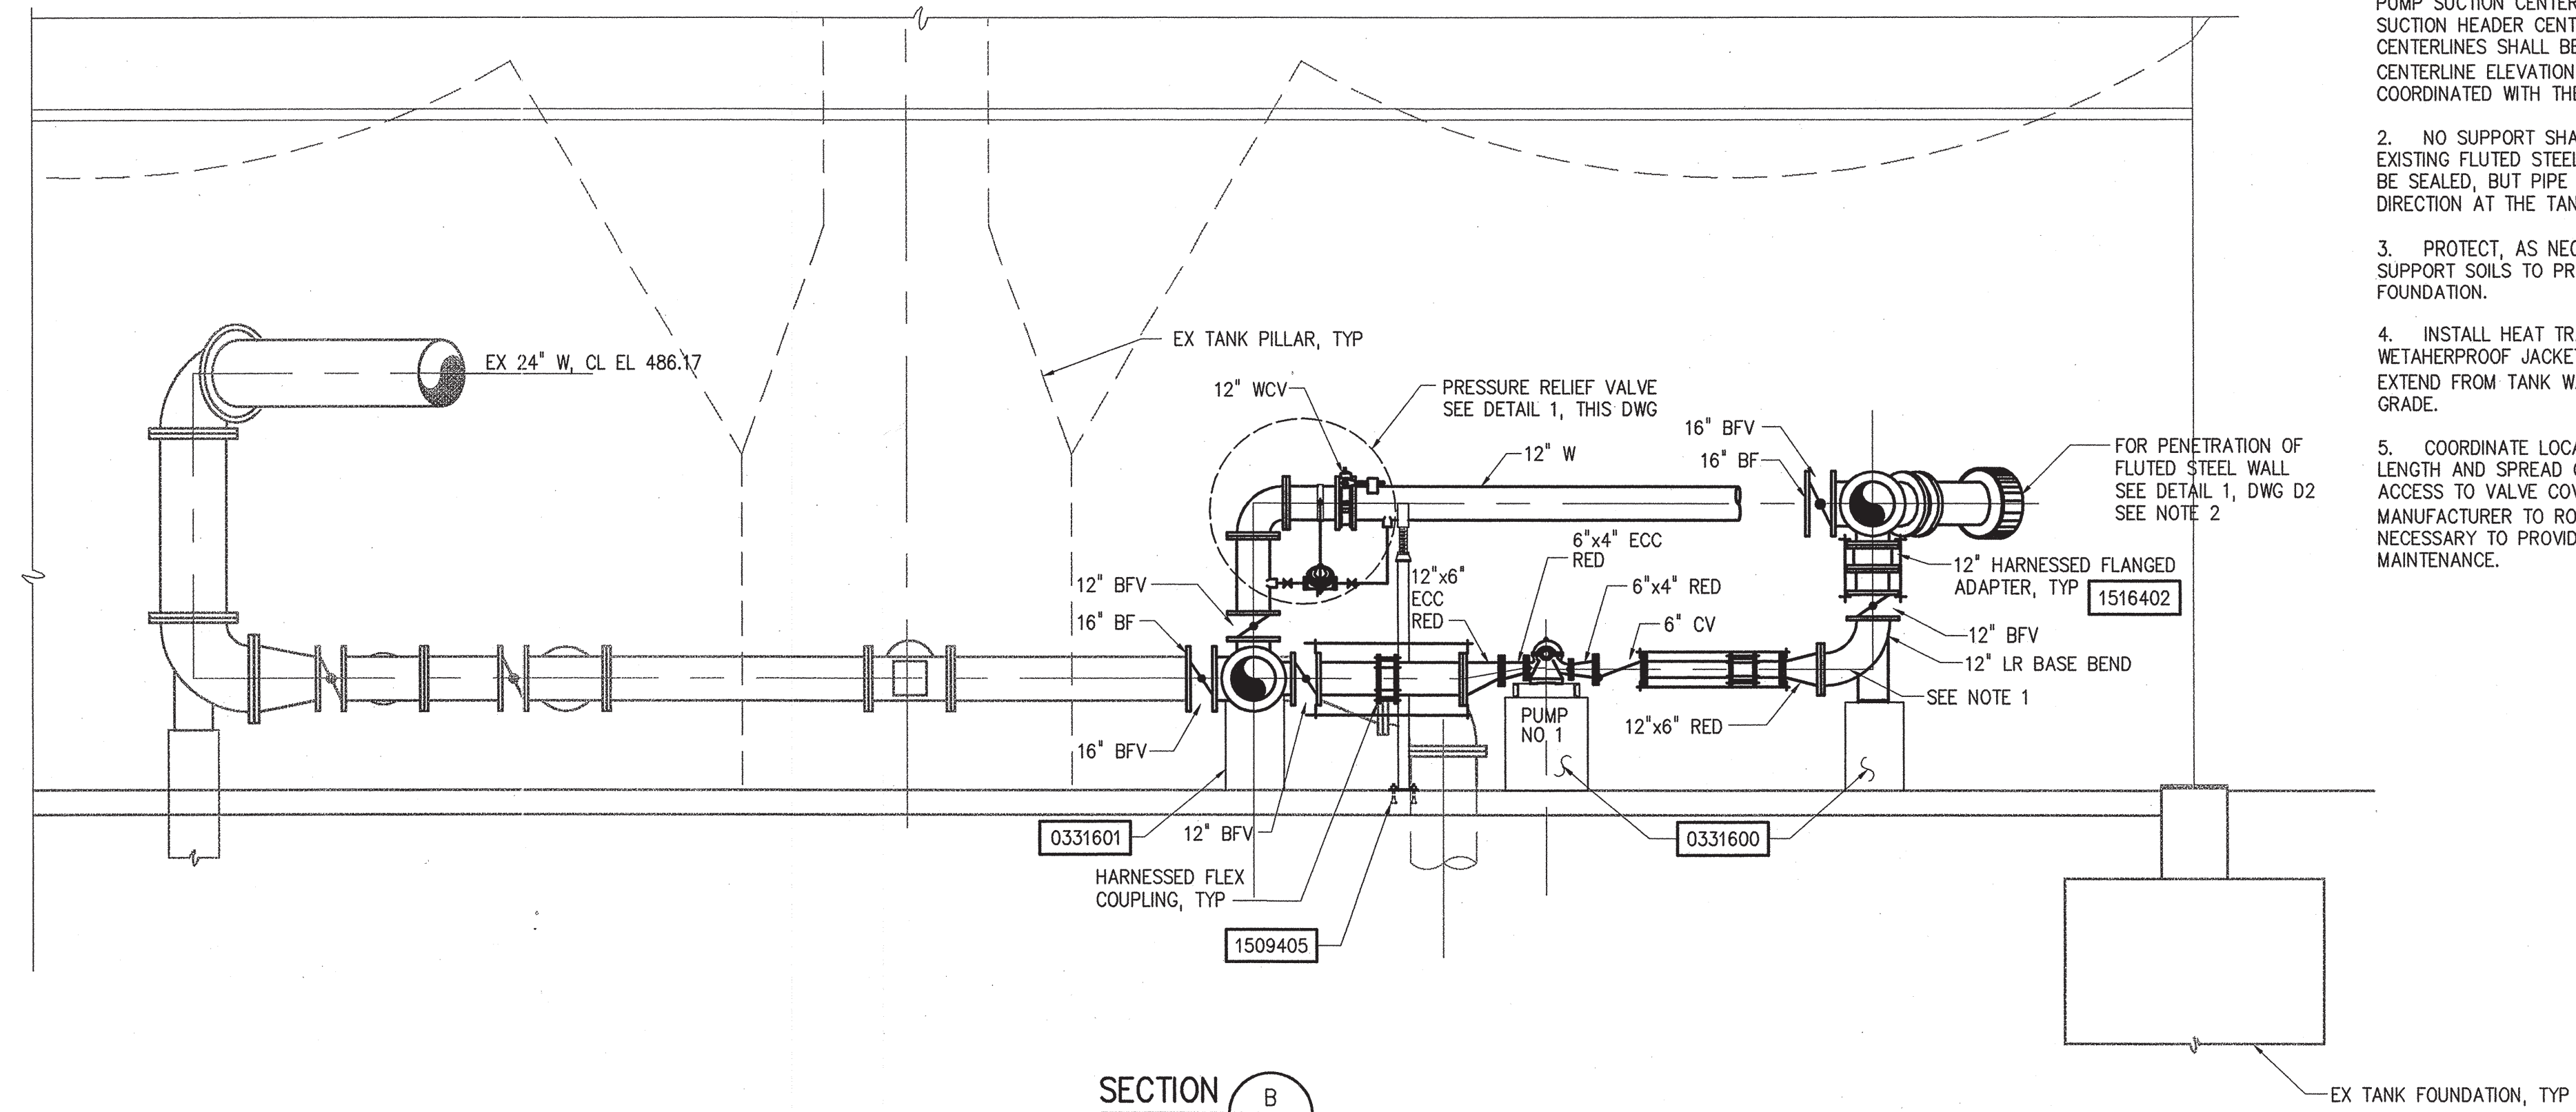 PUMP SUCTION CENTER
SUCTION HEADER CENT
CENTERLINES SHALL BE
CENTERLINE ELEVATION
COORDINATED WITH THE
2. NO SUPPORT SHA
EXISTING FLUTED STEEL
BE SEALED, BUT PIPE
DIRECTION AT THE TAN
3. PROTECT, AS NEC
SUPPORT SOILS TO PR
FOUNDATION.
4. INSTALL HEAT TR
WETAHERPROOF JACKET
EXTEND FROM TANK W
GRADE.
5. COORDINATE LOCA
LENGTH AND SPREAD
ACCESS TO VALVE COV
MANUFACTURER TO RO
NECESSARY TO PROVID
MAINTENANCE.
EX TANK PILLAR, TYP
EX 24" W, CL EL 486.17
12" WCV
PRESSURE RELIEF VALVE
SEE DETAIL 1, THIS DWG
12" W
16" BFV
16" BF
FOR PENETRATION OF
FLUTED STEEL WALL
SEE DETAIL 1, DWG D2
SEE NOTE 2
6"x4" ECC
RED
12"x6"
ECC
RED
6"x4" RED
6" CV
12" HARNESSED FLANGED
ADAPTER, TYP
1516402
12" BFV
16" BF
12" BFV
12" LR BASE BEND
SEE NOTE 1
PUMP
NO 1
12"x6" RED
16" BFV
0331601
12" BFV
0331600
HARNESSED FLEX
COUPLING, TYP
1509405
SECTION
B
EX TANK FOUNDATION, TYP